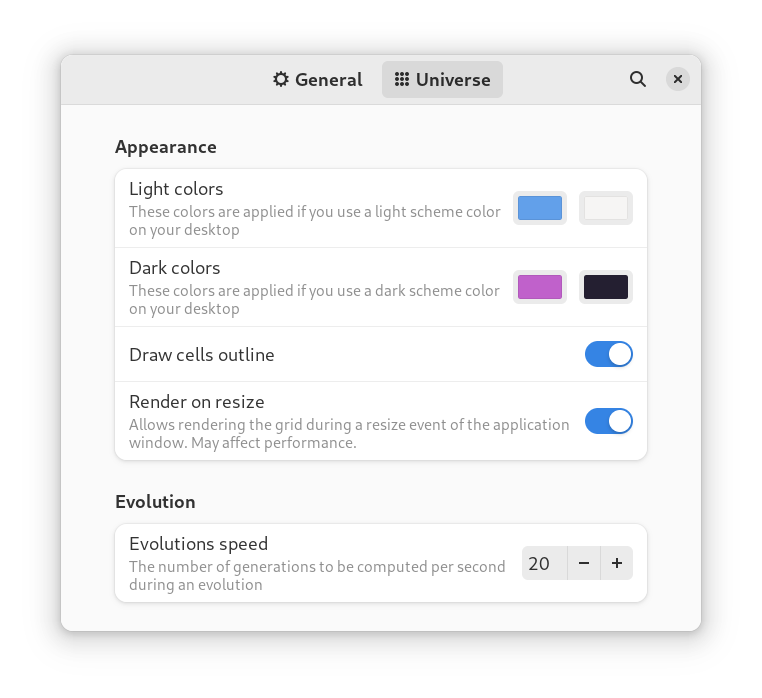 General
Universe
Appearance
Light colors
These colors are applied if you use a light scheme color
on your desktop
Dark colors
These colors are applied if you use a dark scheme color
on your desktop
Draw cells outline
Render on resize
Allows rendering the grid during a resize event of the application
window. May affect performance.
Evolution
Evolutions speed
The number of generations to be computed per second
during an evolution
20